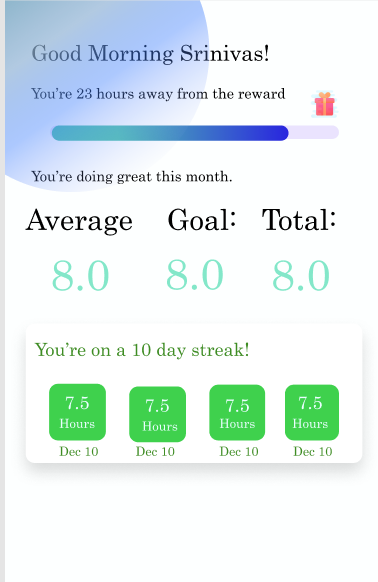 Good Morning Srinivas!
You're 23 hours away from the reward
You're doing great this month.
Average Goal: Total:
8.0 8.0 8.0
You're on a 10 day streak!
7.5 7.5 7.5 7.5
Hours Hours Hours Hours
Dec 10 Dec 10 Dec 10 Dec 10